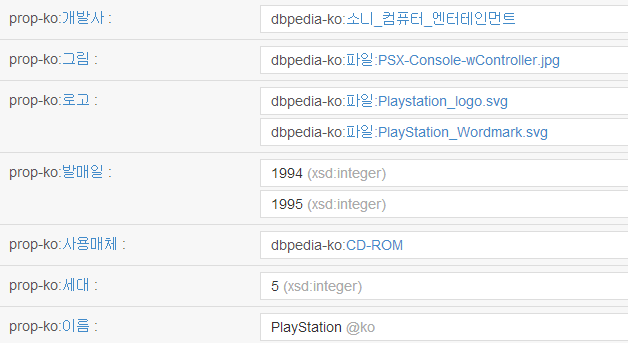 prop-ko:개발사 : dbpedia-ko:소니_컴퓨터_엔터테인먼트
prop-ko:그림 : dbpedia-ko:파일:PSX-Console-wController.jpg
prop-ko:로고 : dbpedia-ko:파일:Playstation_logo.svg
dbpedia-ko:파일:PlayStation_Wordmark.svg
prop-ko:발매일 : 1994 (xsd:integer)
1995 (xsd:integer)
prop-ko:사용매체 : dbpedia-ko:CD-ROM
prop-ko:세대 : 5 (xsd:integer)
prop-ko:이름 : PlayStation @ko